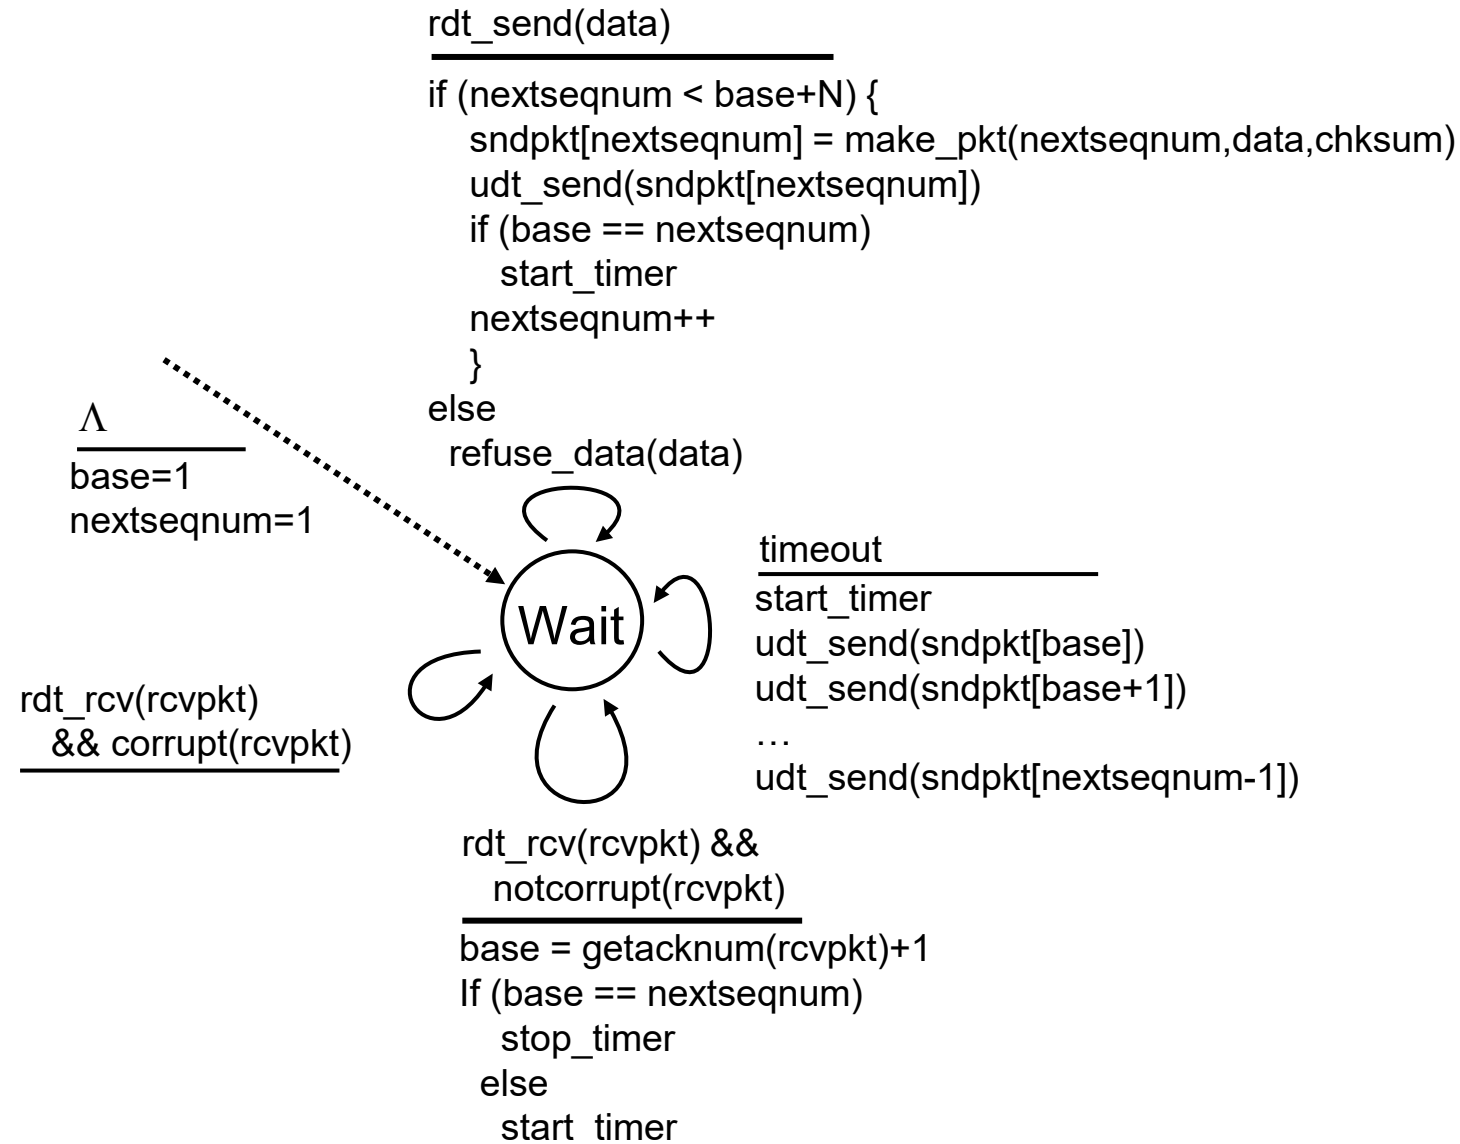 rdt_send(data)
if (nextseqnum < base+N) {
sndpkt[nextseqnum] = make_pkt(nextseqnum,data,chksum)
udt_send(sndpkt[nextseqnum])
if (base == nextseqnum)
start_timer
nextseqnum++
}
else
refuse_data(data)
Λ
base=1
nextseqnum=1
Wait
timeout
start_timer
udt_send(sndpkt[base])
udt_send(sndpkt[base+1])
…
udt_send(sndpkt[nextseqnum-1])
rdt_rcv(rcvpkt)
&& corrupt(rcvpkt)
rdt_rcv(rcvpkt) &&
notcorrupt(rcvpkt)
base = getacknum(rcvpkt)+1
If (base == nextseqnum)
stop_timer
else
start_timer